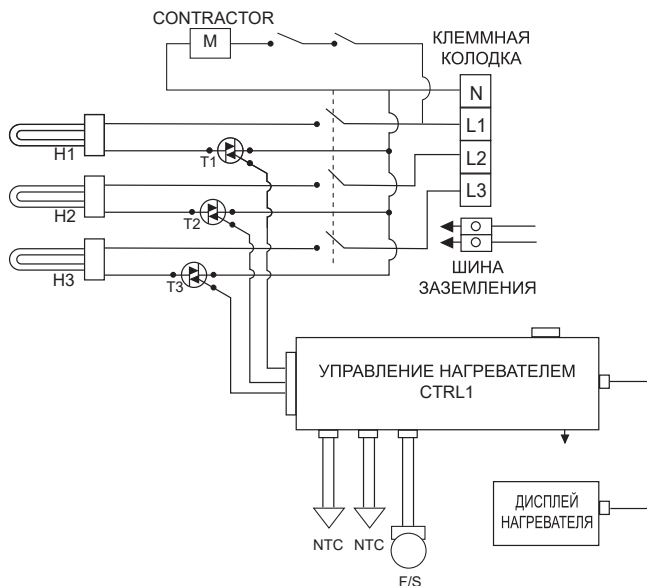 CONTRACTOR
M
КЛЕММНАЯ
КОЛОДКА
N
L1
L2
L3
H1
T1
H2
T2
H3
T3
ШИНА
ЗАЗЕМЛЕНИЯ
УПРАВЛЕНИЕ НАГРЕВАТЕЛЕМ
CTRL1
ДИСПЛЕЙ
НАГРЕВАТЕЛЯ
NTC
NTC
F/S